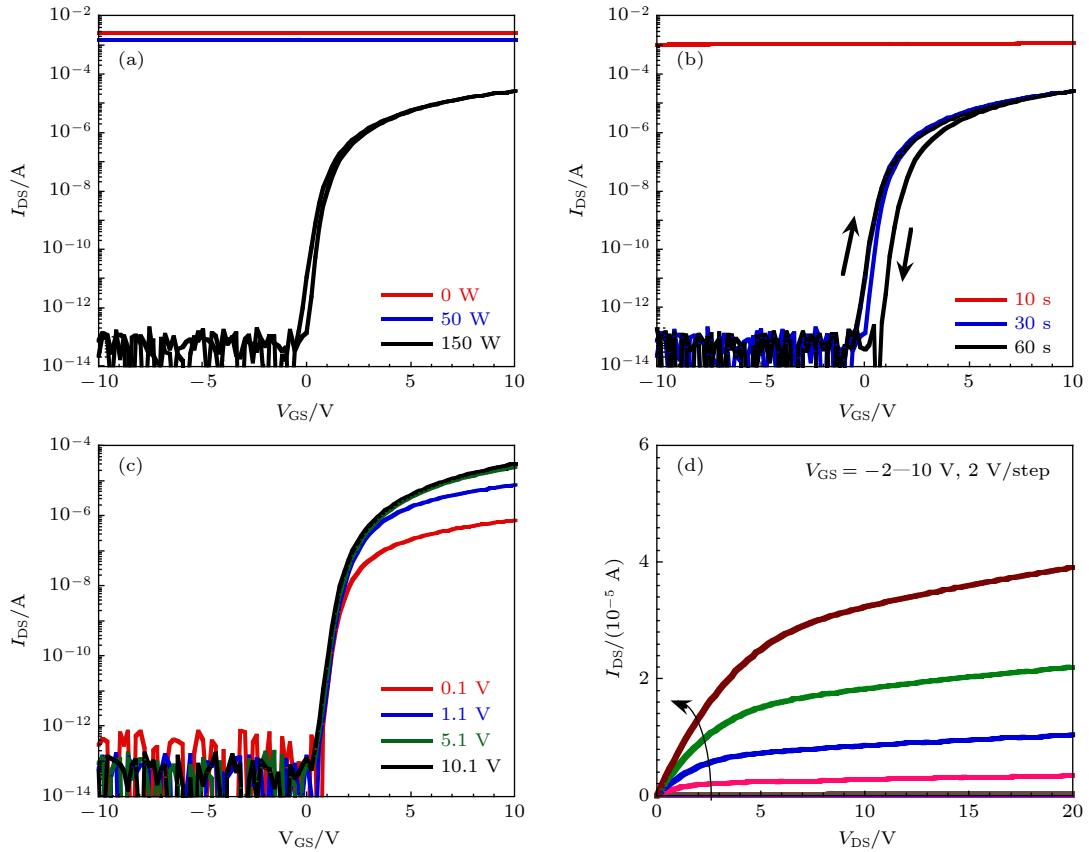 (a)
I_DS/A
10^−2
10^−4
10^−6
10^−8
10^−10
10^−12
10^−14
−10
−5
0
5
10
V_GS/V
0 W
50 W
150 W
(b)
I_DS/A
10^−2
10^−4
10^−6
10^−8
10^−10
10^−12
10^−14
−10
−5
0
5
10
V_GS/V
10 s
30 s
60 s
(c)
I_DS/A
10^−4
10^−6
10^−8
10^−10
10^−12
10^−14
−10
−5
0
5
10
V_GS/V
0.1 V
1.1 V
5.1 V
10.1 V
(d)
V_GS = −2—10 V, 2 V/step
I_DS/(10^−5 A)
6
4
2
0
0
5
10
15
20
V_DS/V